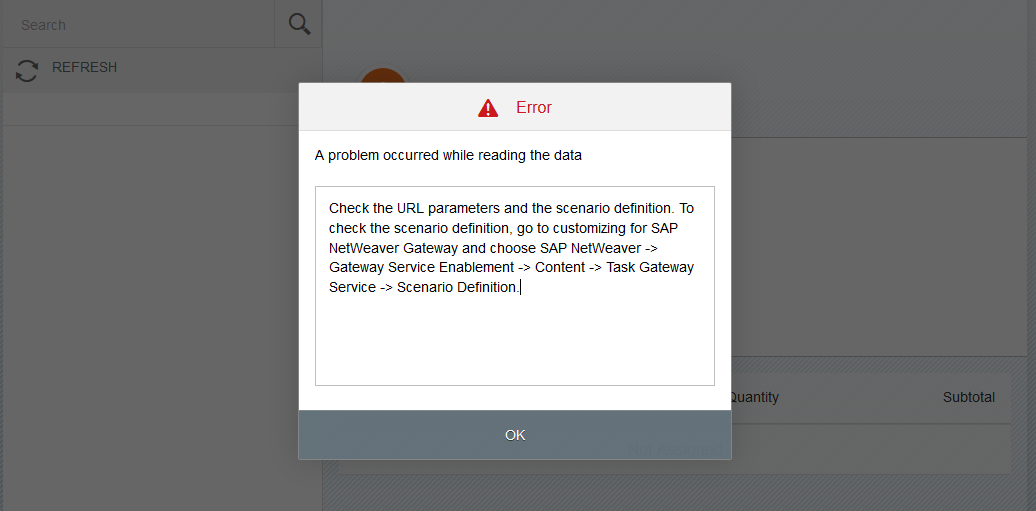 Search
REFRESH
Error
A problem occurred while reading the data
Check the URL parameters and the scenario definition. To
check the scenario definition, go to customizing for SAP
NetWeaver Gateway and choose SAP NetWeaver ->
Gateway Service Enablement -> Content -> Task Gateway
Service -> Scenario Definition.
Quantity
Subtotal
OK